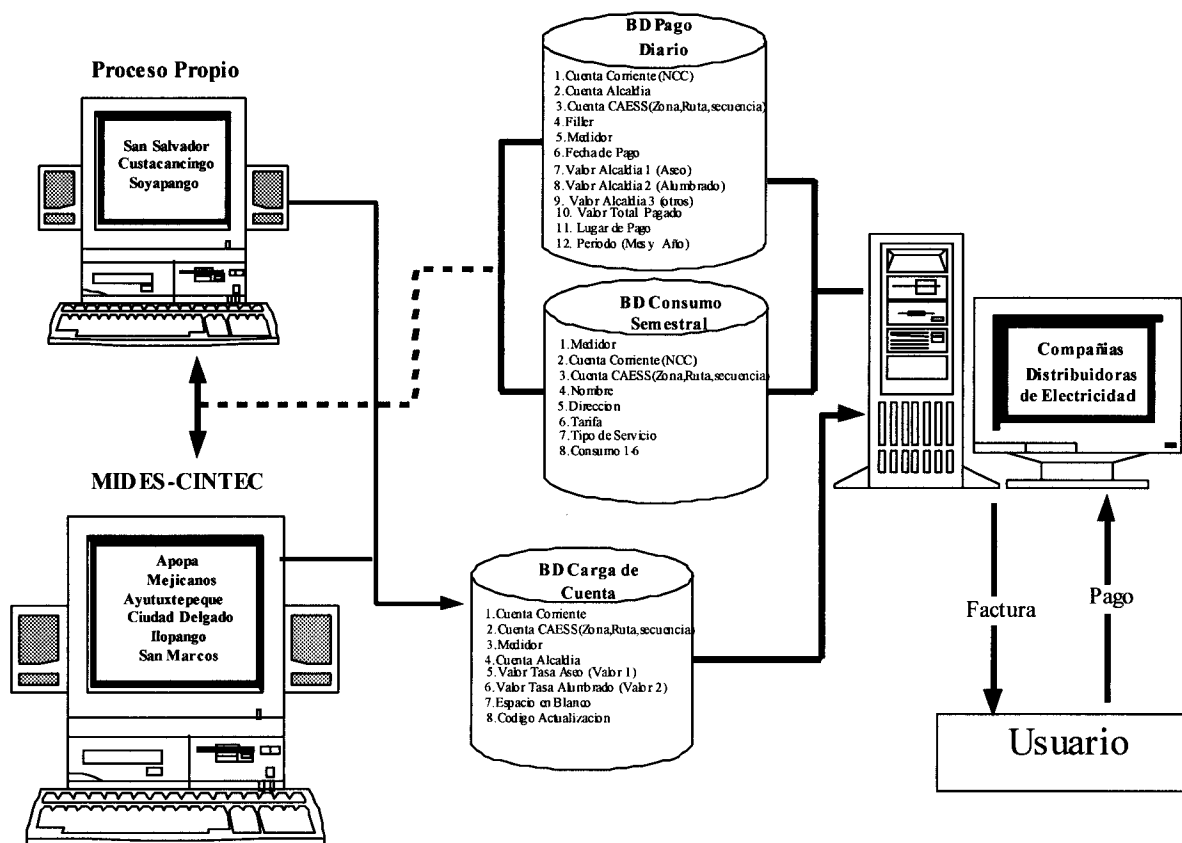 Proceso Propio
San Salvador
Custacancingo
Soyapango
MIDES-CINTEC
Apopa
Mejicanos
Ayutuxtepeque
Ciudad Delgado
Ilopango
San Marcos
BD Pago
Diario
1.Cuenta Corriente (NCC)
2.Cuenta Alcaldia
3.Cuenta CAESS(Zona,Ruta,secuencia)
4.Filler
5.Medidor
6.Fecha de Pago
7.Valor Alcaldia 1 (Aseo)
8.Valor Alcaldia 2 (Alumbrado)
9. Valor Alcaldia 3 (otros)
10. Valor Total Pagado
11. Lugar de Pago
12. Periodo (Mes y Año)
BD Consumo
Semestral
1.Medidor
2.Cuenta Corriente (NCC)
3.Cuenta CAESS(Zona,Ruta,secuencia)
4.Nombre
5.Direccion
6.Tarifa
7.Tipo de Servicio
8.Consumo 1-6
BD Carga de
Cuenta
1.Cuenta Corriente
2.Cuenta CAESS(Zona,Ruta,secuencia)
3.Medidor
4.Cuenta Alcaldia
5.Valor Tasa Aseo (Valor 1)
6.Valor Tasa Alumbrado (Valor 2)
7.Espacio en Blanco
8.Codigo Actualizacion
Compañias
Distribuidoras
de Electricidad
Factura
Pago
Usuario